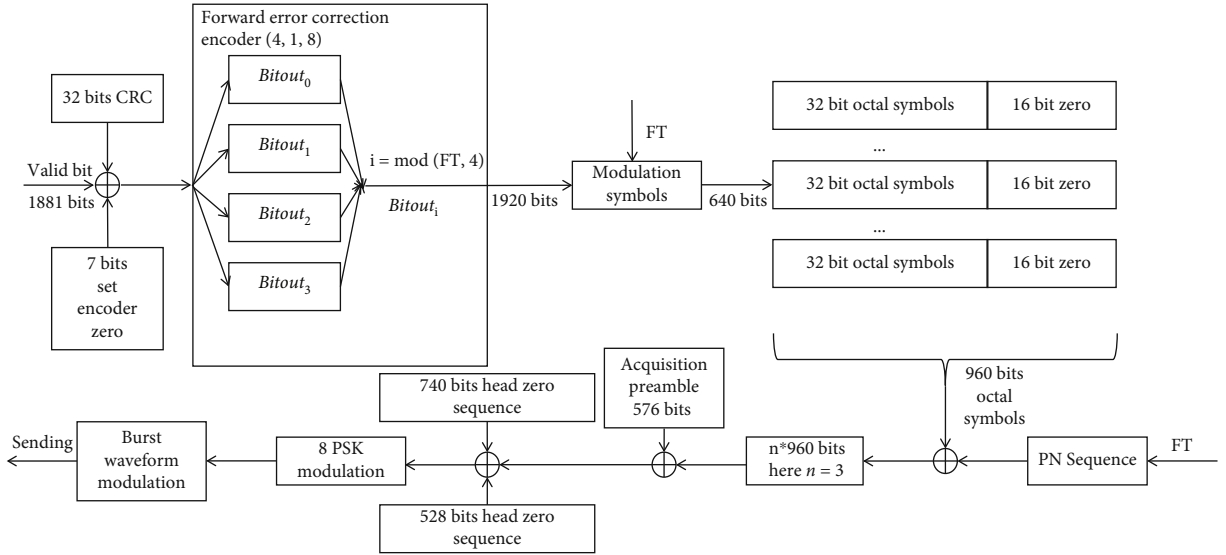 Forward error correction
encoder (4, 1, 8)
32 bits CRC
Valid bit
1881 bits
7 bits
set
encoder
zero
Bitout0
Bitout1
Bitout2
Bitout3
i = mod (FT, 4)
Bitouti
1920 bits
FT
Modulation
symbols
640 bits
32 bit octal symbols
16 bit zero
...
32 bit octal symbols
16 bit zero
...
32 bit octal symbols
16 bit zero
960 bits
octal
symbols
FT
PN Sequence
n*960 bits
here n = 3
Acquisition
preamble
576 bits
740 bits head zero
sequence
528 bits head zero
sequence
8 PSK
modulation
Burst
waveform
modulation
Sending